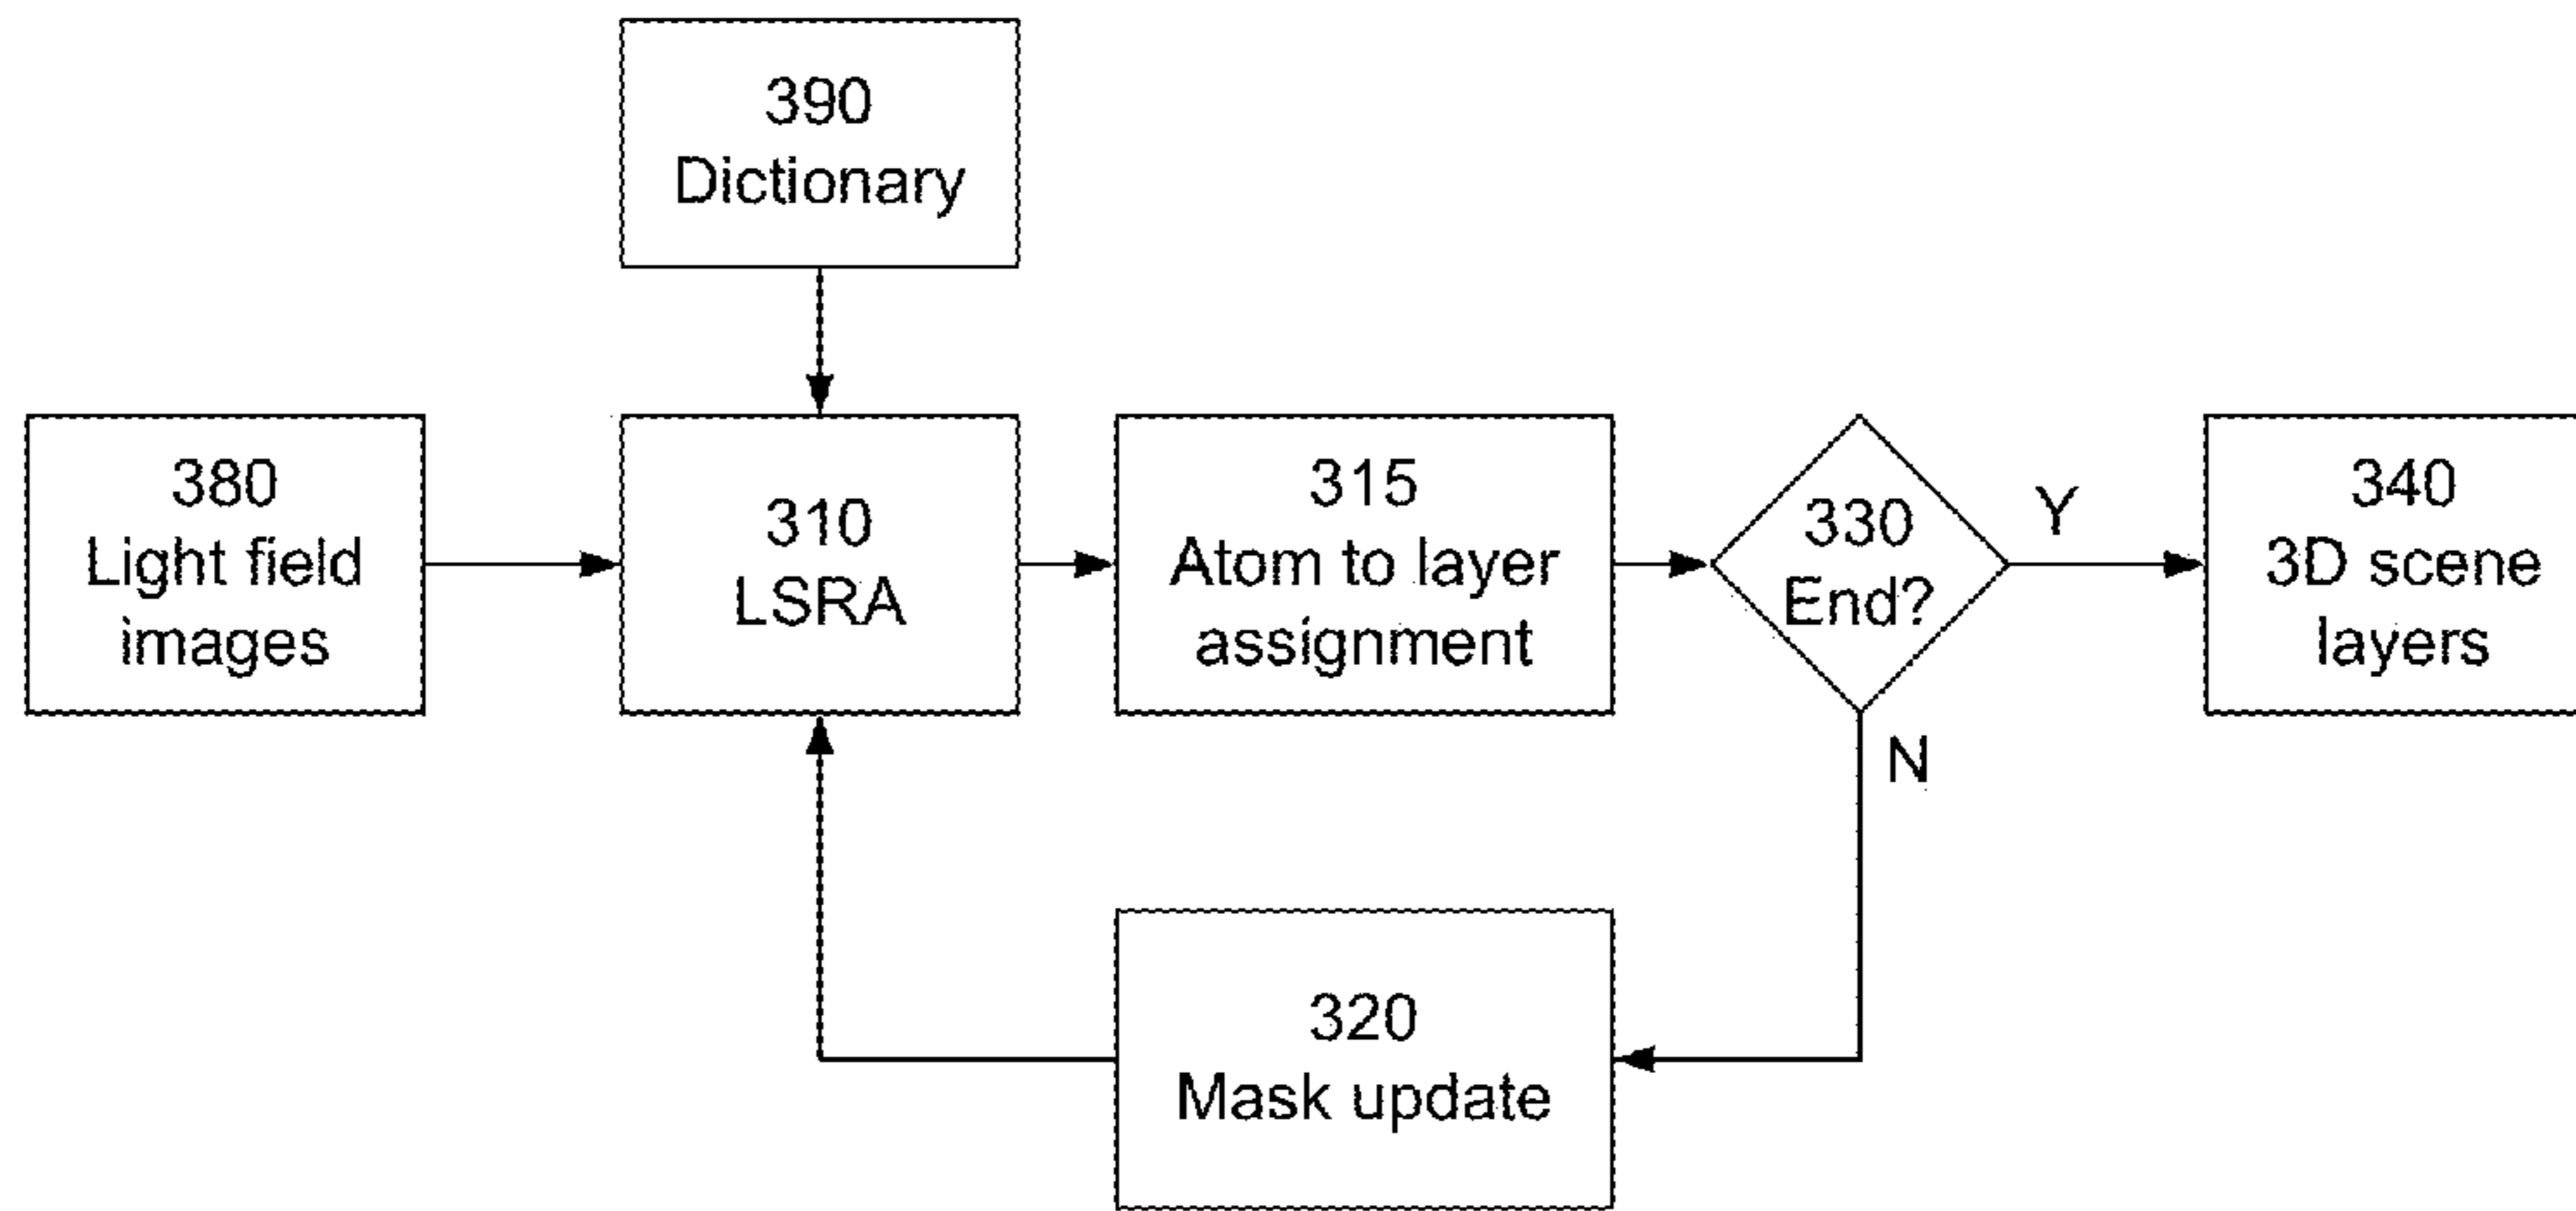 390
Dictionary
380
Light field
images
310
LSRA
315
Atom to layer
assignment
330
End?
Y
340
3D scene
layers
N
320
Mask update